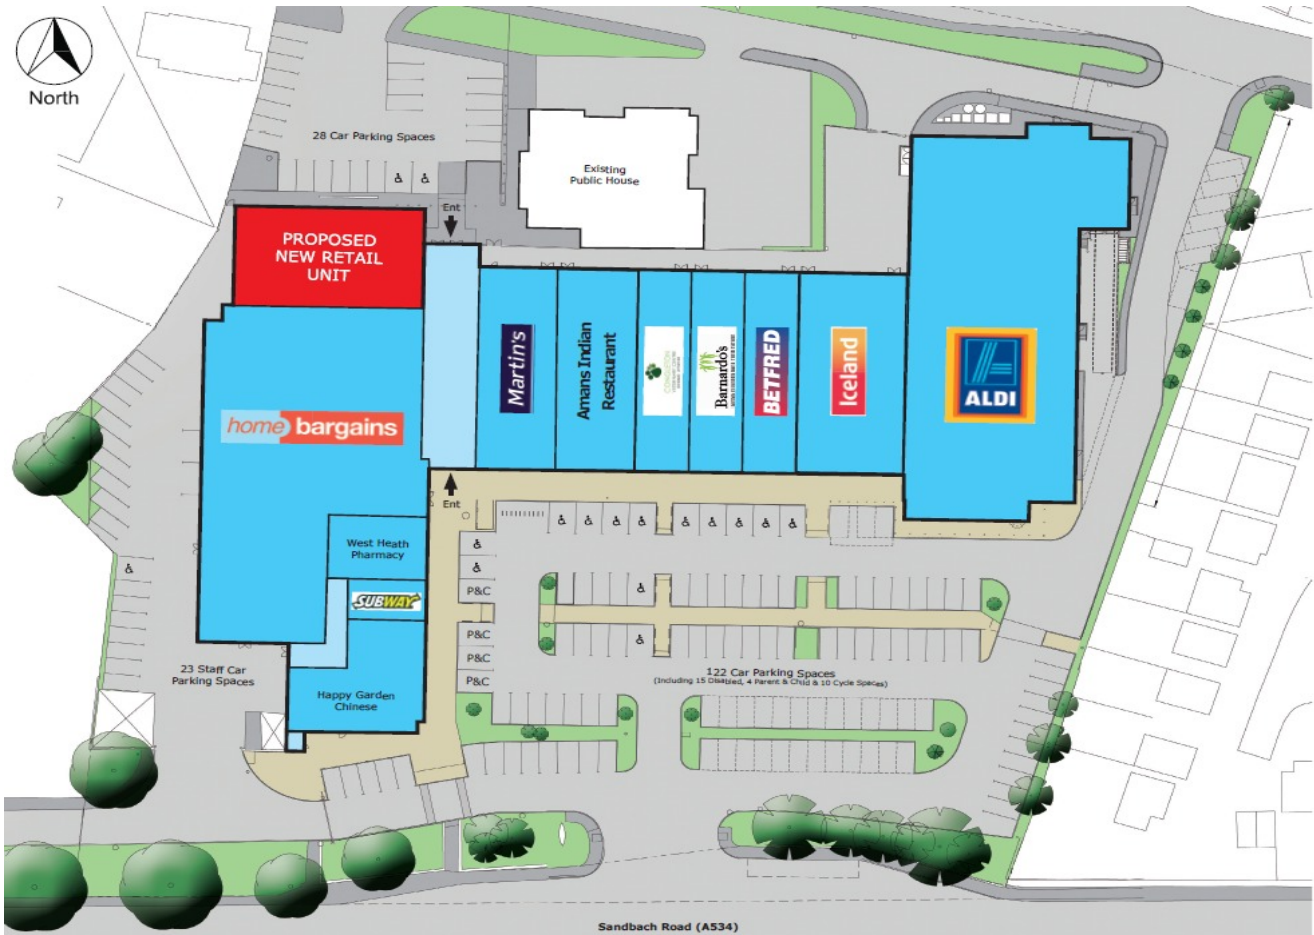 North
28 Car Parking Spaces
Existing
Public House
Ent
PROPOSED
NEW RETAIL
UNIT
Martin's
Amans Indian
Restaurant
CONGLETON
Barnardo's
BETFRED
Iceland
ALDI
home bargains
Ent
West Heath
Pharmacy
SUBWAY
P&C
P&C
P&C
P&C
23 Staff Car
Parking Spaces
Happy Garden
Chinese
122 Car Parking Spaces
(Including 15 Disabled, 4 Parent & Child & 10 Cycle Spaces)
Sandbach Road (A534)